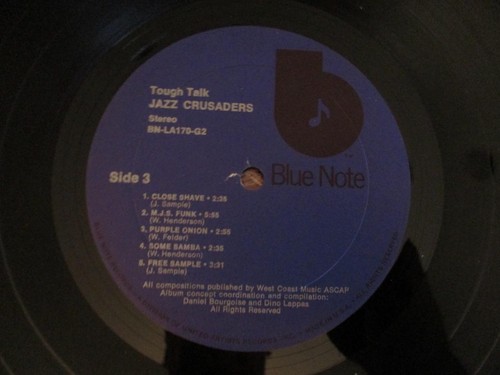 Tough Talk
JAZZ CRUSADERS
Stereo
BN-LA170-G2
Blue Note
TM
Side 3
1. CLOSE SHAVE • 2:38
(J. Sample)
2. M.J.S. FUNK • 5:55
(W. Henderson)
3. PURPLE ONION • 2:55
(W. Felder)
4. SOME SAMBA • 2:35
(W. Henderson)
5. FREE SAMPLE • 3:31
(J. Sample)
All compositions published by West Coast Music ASCAP
Album concept coordination and compilation:
Daniel Bourgoise and Dino Lappas
All Rights Reserved